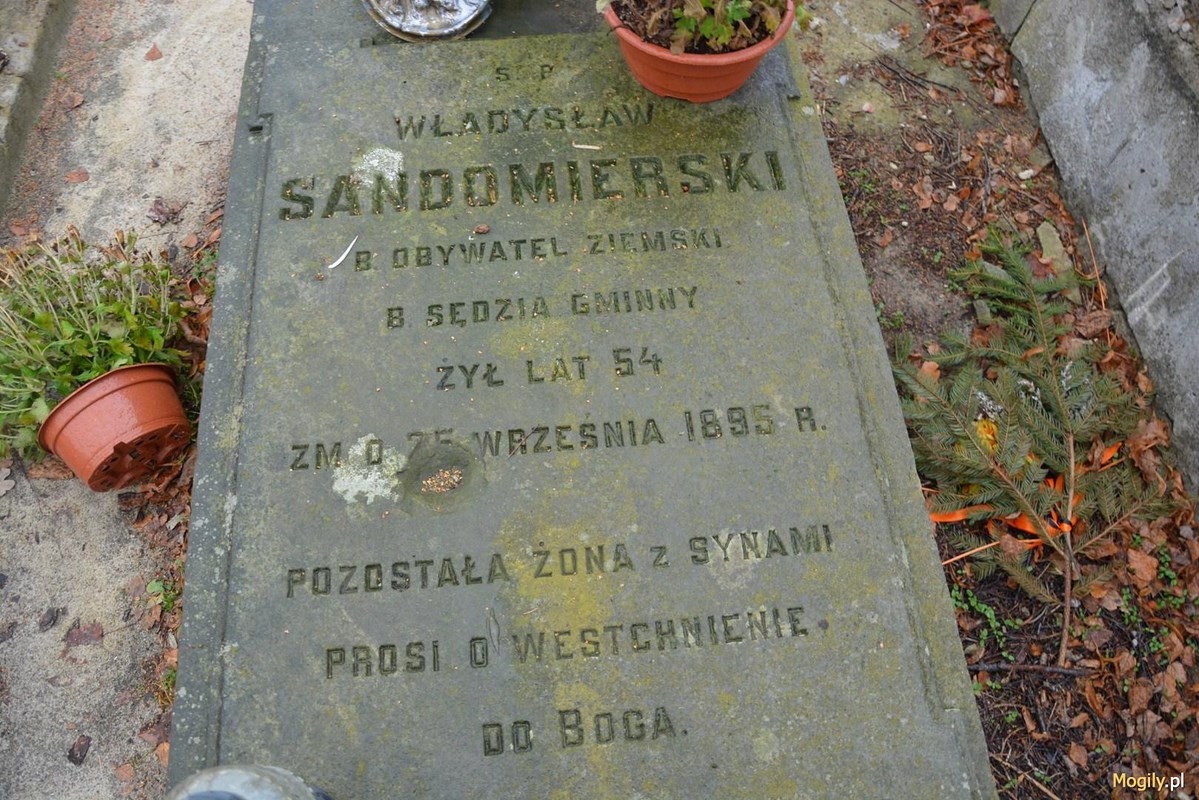 S P
WŁADYSŁAW
SANDOMIERSKI
B OBYWATEL ZIEMSKI
B SĘDZIA GMINNY
ŻYŁ LAT 54
ZM D 25 WRZEŚNIA 1895 R.
POZOSTAŁA ŻONA z SYNAMI
PROSI O WESTCHNIENIE.
DO BOGA.
Mogily.pl